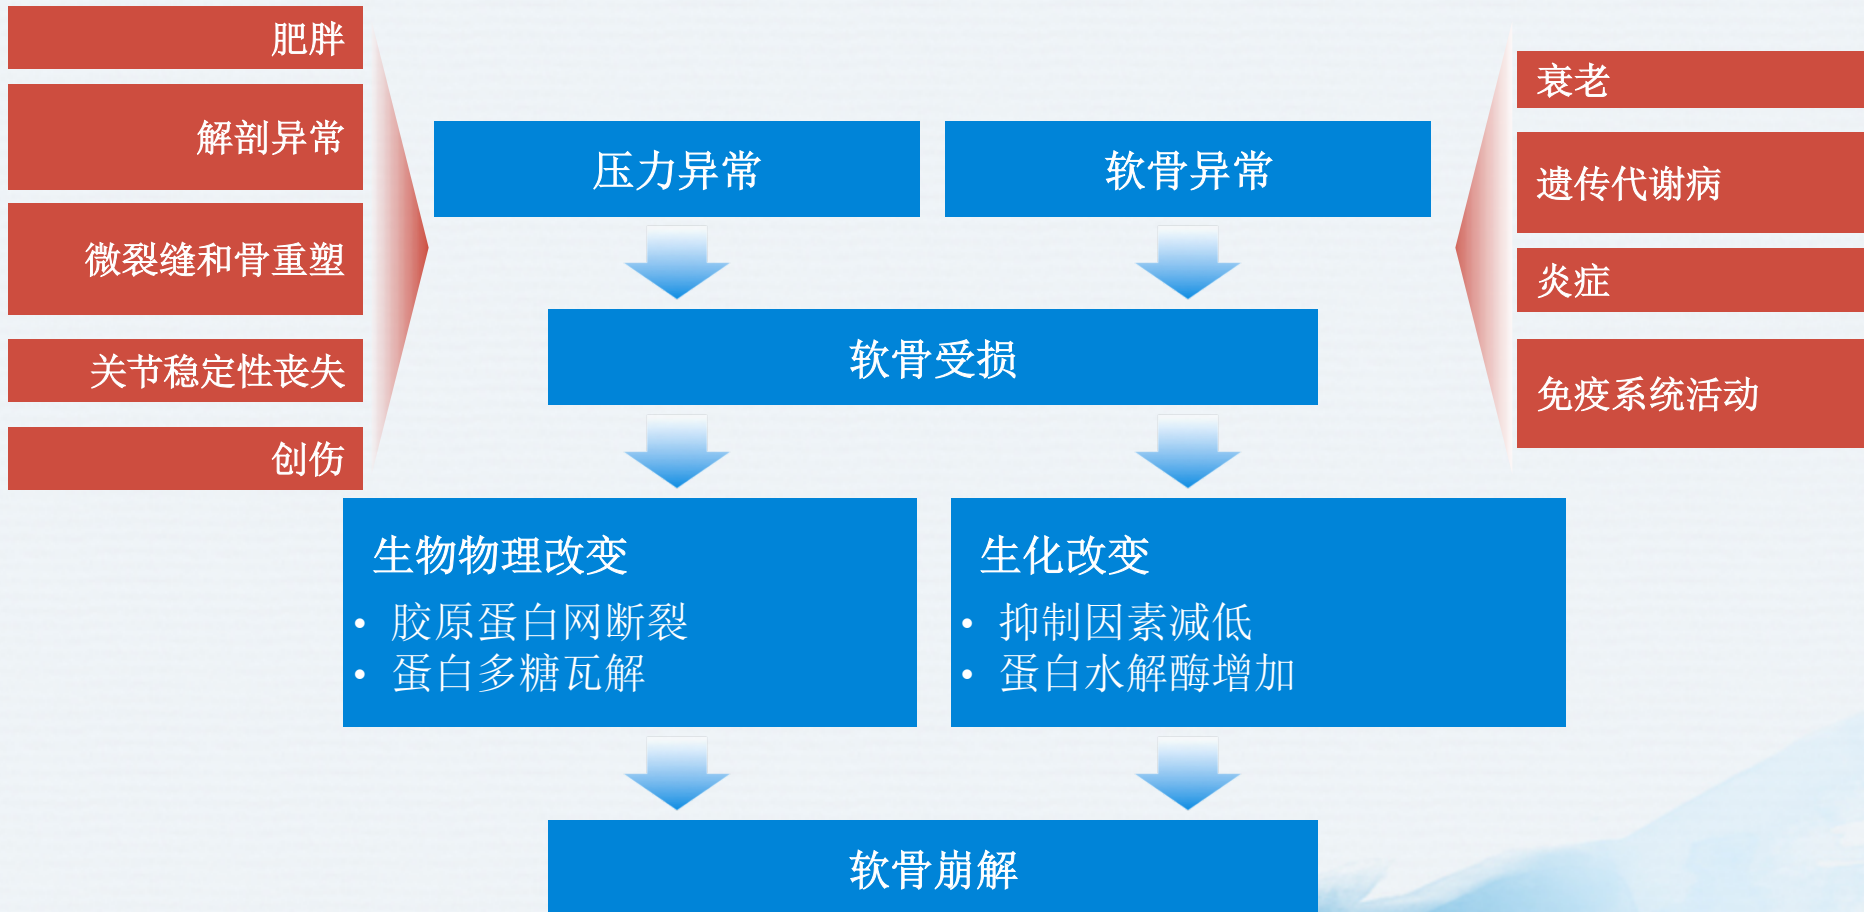 肥胖
解剖异常
微裂缝和骨重塑
关节稳定性丧失
创伤
压力异常
软骨异常
衰老
遗传代谢病
炎症
免疫系统活动
软骨受损
生物物理改变
• 胶原蛋白网断裂
• 蛋白多糖瓦解
生化改变
• 抑制因素减低
• 蛋白水解酶增加
软骨崩解